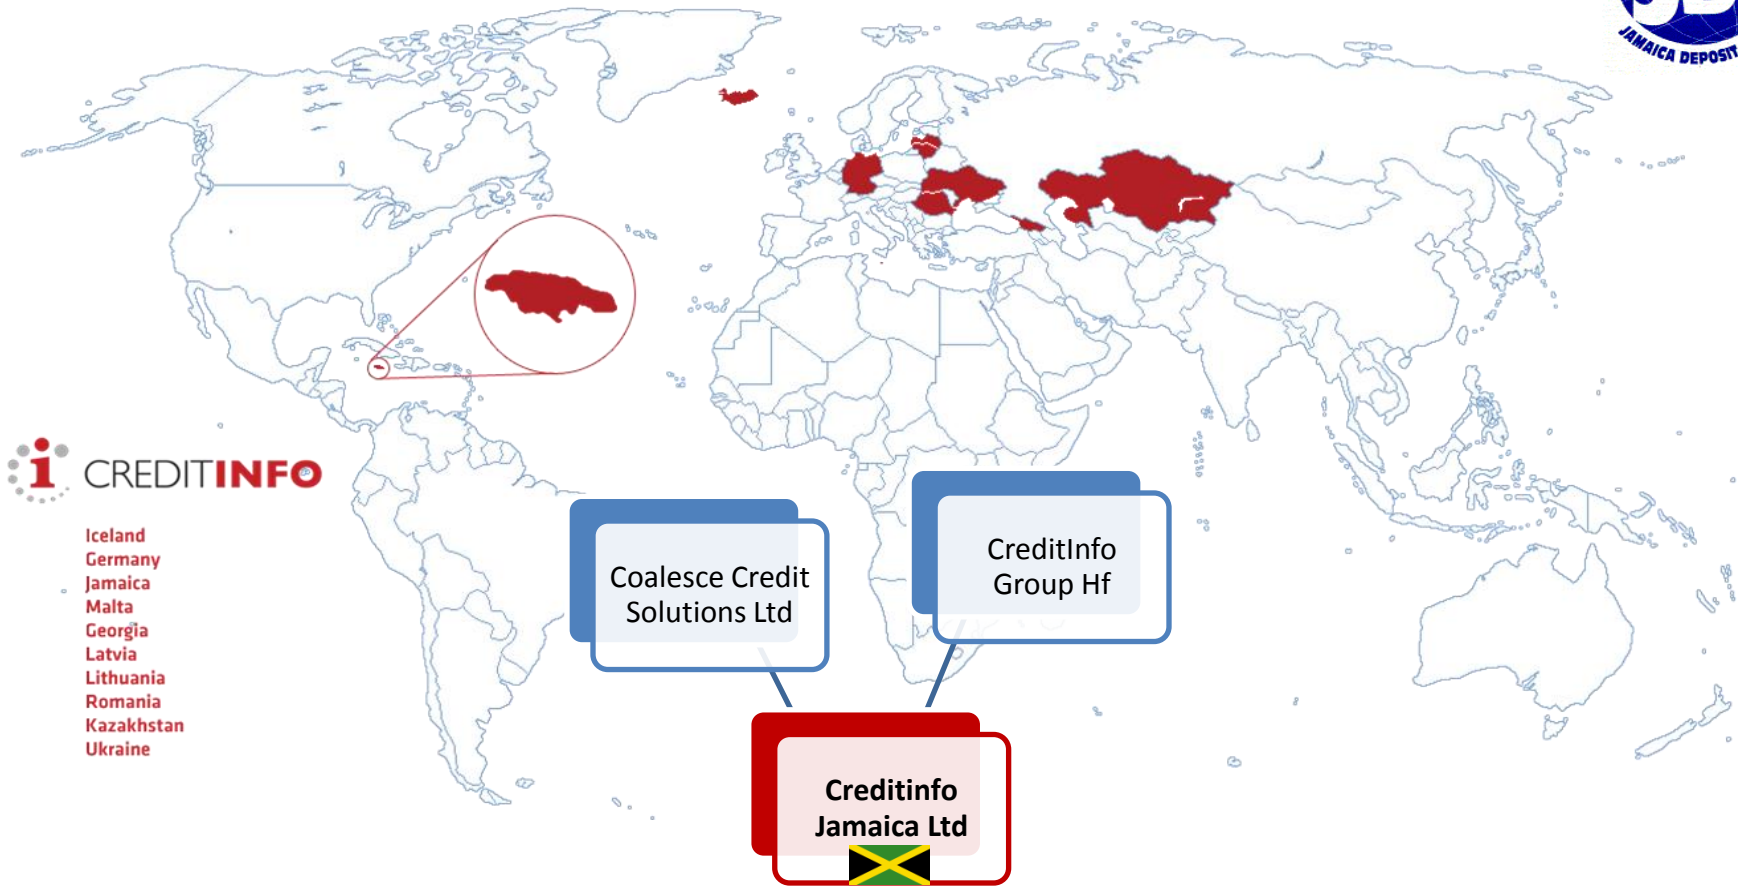 JAMAICA DEPOSIT
CREDITINFO
Iceland
Germany
Jamaica
Malta
Georgia
Latvia
Lithuania
Romania
Kazakhstan
Ukraine
Coalesce Credit
Solutions Ltd
CreditInfo
Group Hf
Creditinfo
Jamaica Ltd